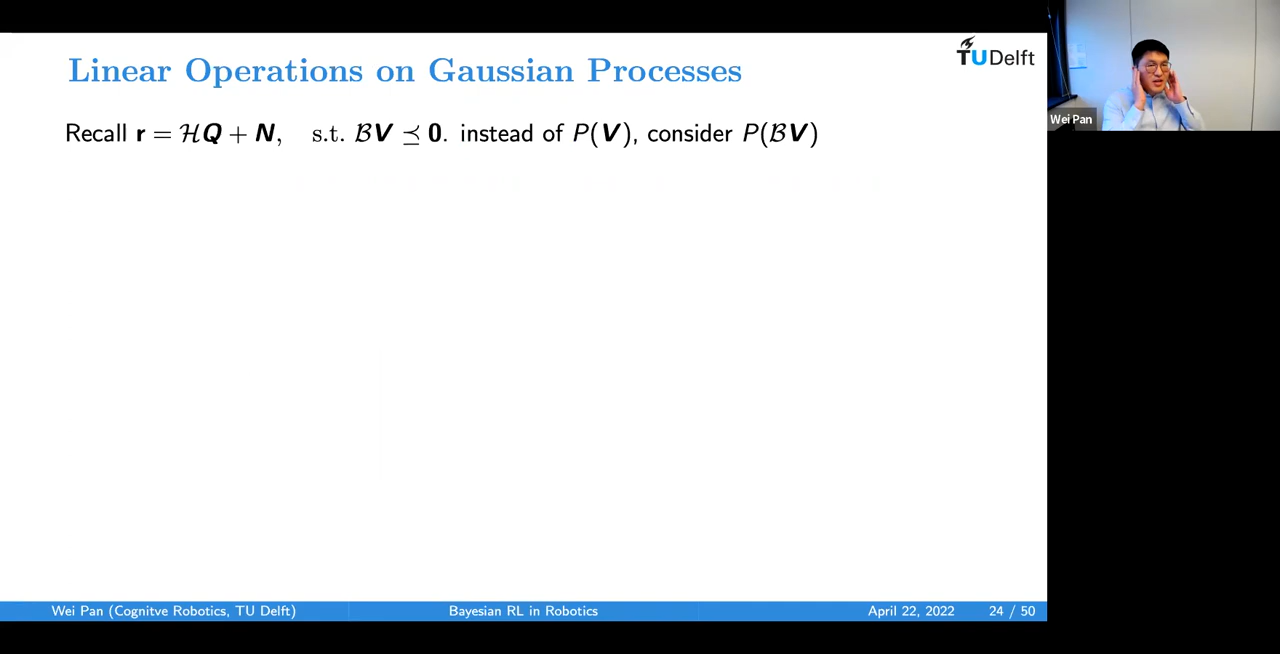 Linear Operations on Gaussian Processes
TUDelft
Recall r = ℋQ + N, s.t. ℬV ⪯ 0. instead of P(V), consider P(ℬV)
Wei Pan
Wei Pan (Cognitve Robotics, TU Delft) Bayesian RL in Robotics April 22, 2022 24 / 50